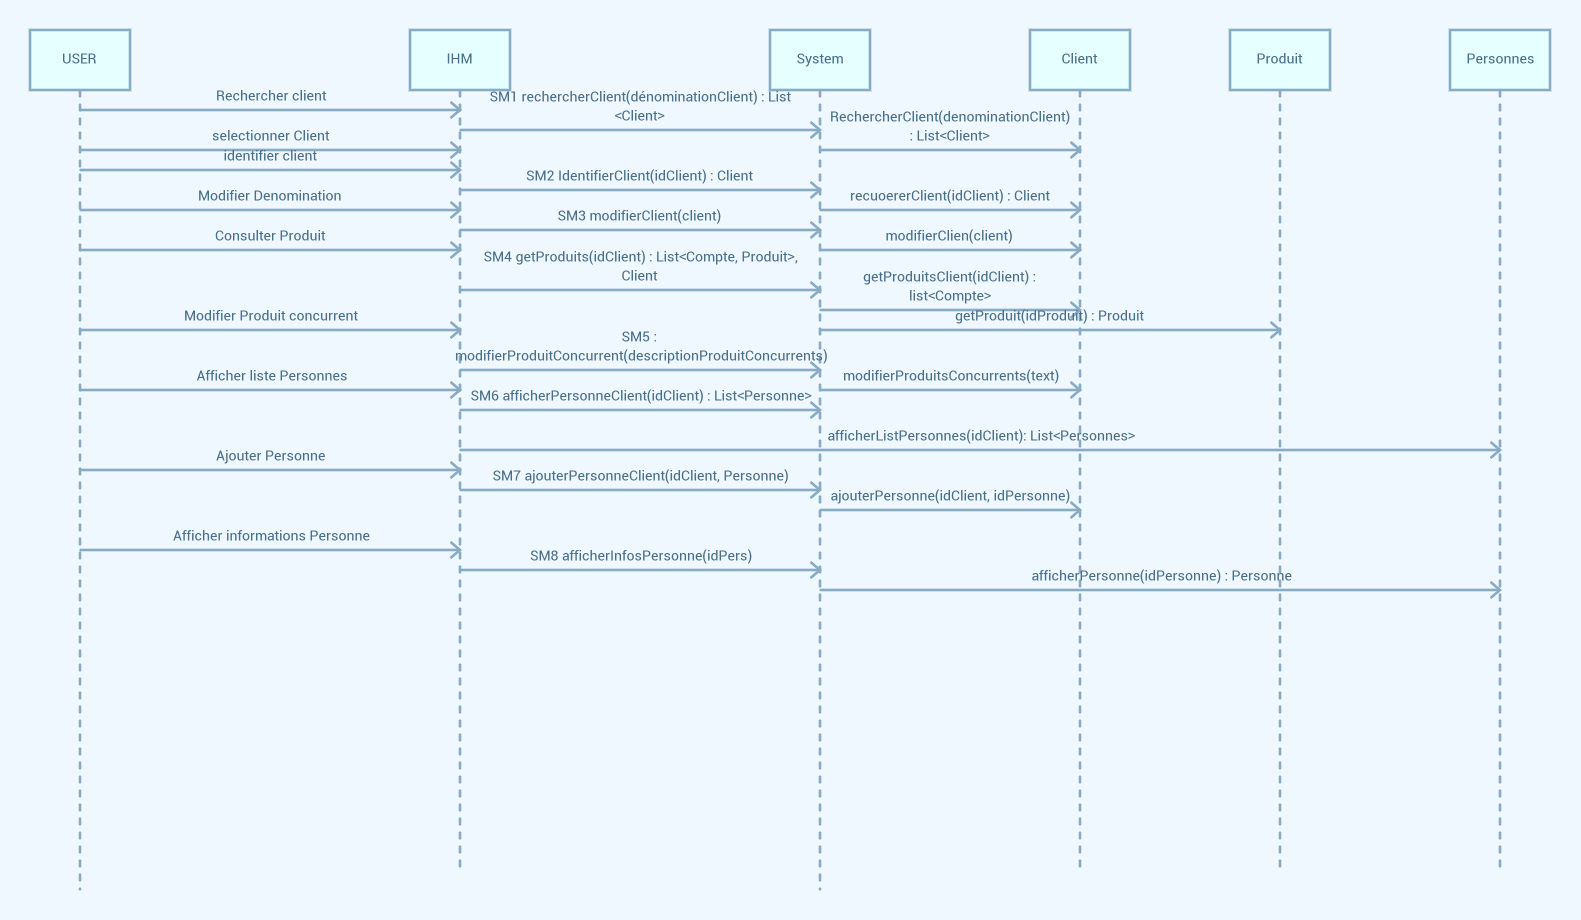 USER
IHM
System
Client
Produit
Personnes
Rechercher client
SM1 rechercherClient(dénominationClient) : List
<Client>
RechercherClient(denominationClient)
: List<Client>
selectionner Client
identifier client
SM2 IdentifierClient(idClient) : Client
Modifier Denomination
recuoererClient(idClient) : Client
SM3 modifierClient(client)
Consulter Produit
modifierClien(client)
SM4 getProduits(idClient) : List<Compte, Produit>,
Client
getProduitsClient(idClient) :
list<Compte>
Modifier Produit concurrent
getProduit(idProduit) : Produit
SM5 :
modifierProduitConcurrent(descriptionProduitConcurrents)
Afficher liste Personnes
modifierProduitsConcurrents(text)
SM6 afficherPersonneClient(idClient) : List<Personne>
afficherListPersonnes(idClient): List<Personnes>
Ajouter Personne
SM7 ajouterPersonneClient(idClient, Personne)
ajouterPersonne(idClient, idPersonne)
Afficher informations Personne
SM8 afficherInfosPersonne(idPers)
afficherPersonne(idPersonne) : Personne